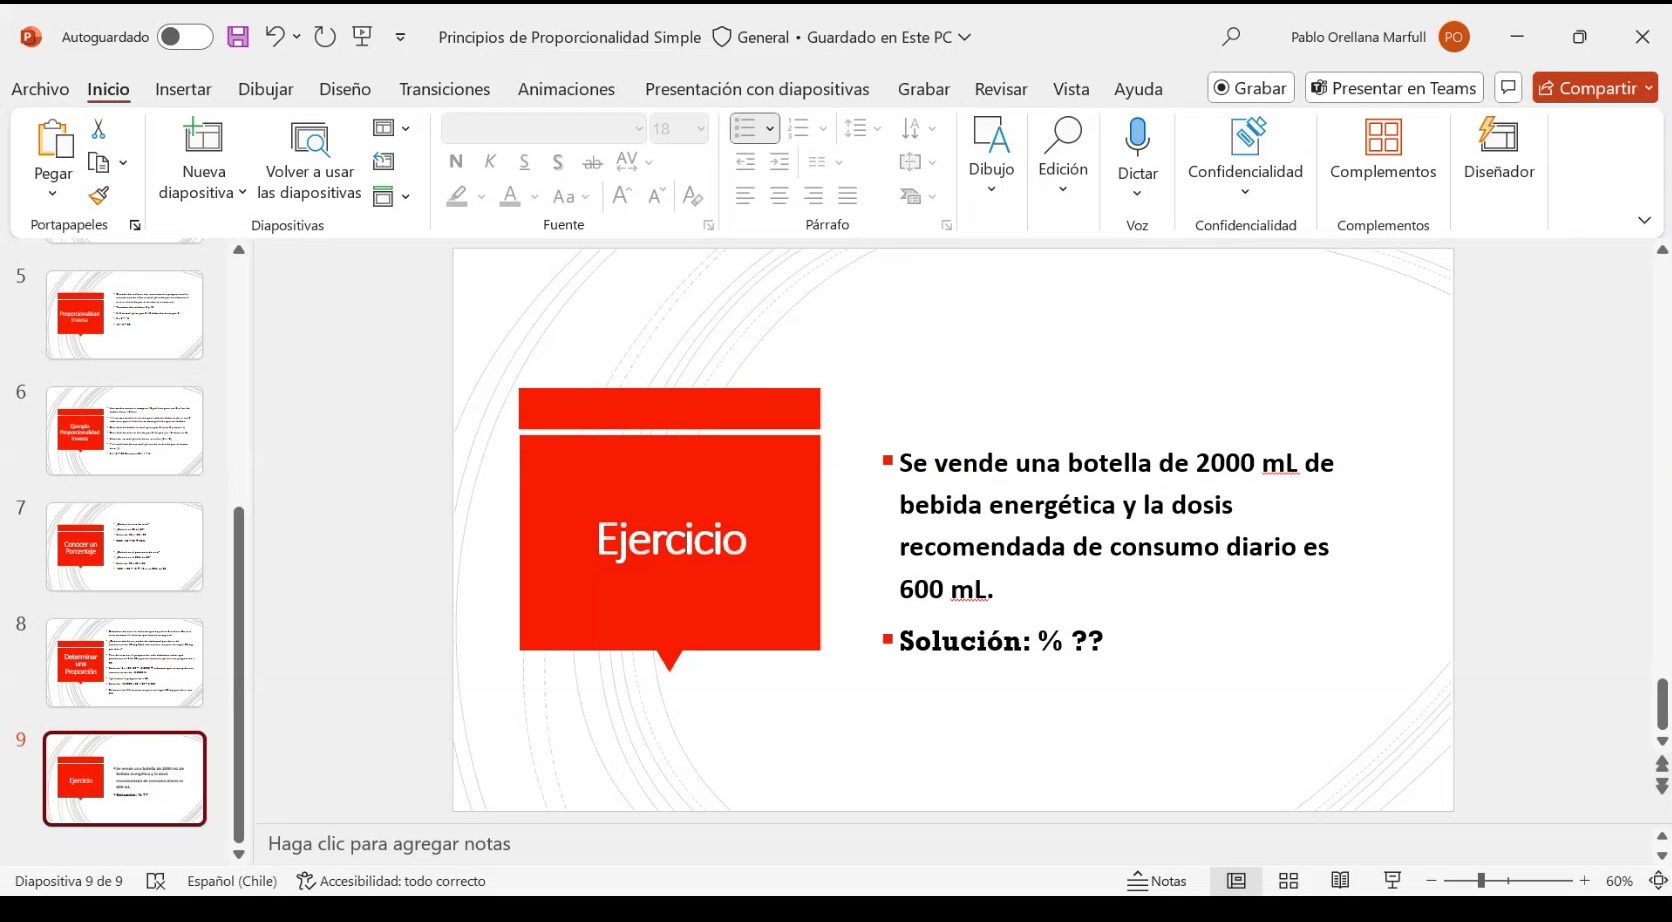 Autoguardado
Principios de Proporcionalidad Simple
General • Guardado en Este PC
Pablo Orellana Marfull
PO
Archivo Inicio Insertar Dibujar Diseño Transiciones Animaciones Presentación con diapositivas Grabar Revisar Vista Ayuda
Grabar
Presentar en Teams
Compartir
18
Pegar
Nueva
diapositiva
Volver a usar
las diapositivas
N K S S ab AV
A Aa A A A
Dibujo
Edición
Dictar
Confidencialidad
Complementos
Diseñador
Portapapeles
Diapositivas
Fuente
Párrafo
Voz
Confidencialidad
Complementos
5
Proporcionalidad
Inversa
6
Ejemplo
Proporcionalidad
Inversa
7
Conocer un
Porcentaje
8
Determinar
una
Proporción
9
Ejercicio
Se vende una botella de 2000 mL de
bebida energética y la dosis
recomendada de consumo diario es
600 mL.
Solución: % ??
Ejercicio
Se vende una botella de 2000 mL de
bebida energética y la dosis
recomendada de consumo diario es
600 mL.
Solución: % ??
Haga clic para agregar notas
Diapositiva 9 de 9
Español (Chile)
Accesibilidad: todo correcto
Notas
60%